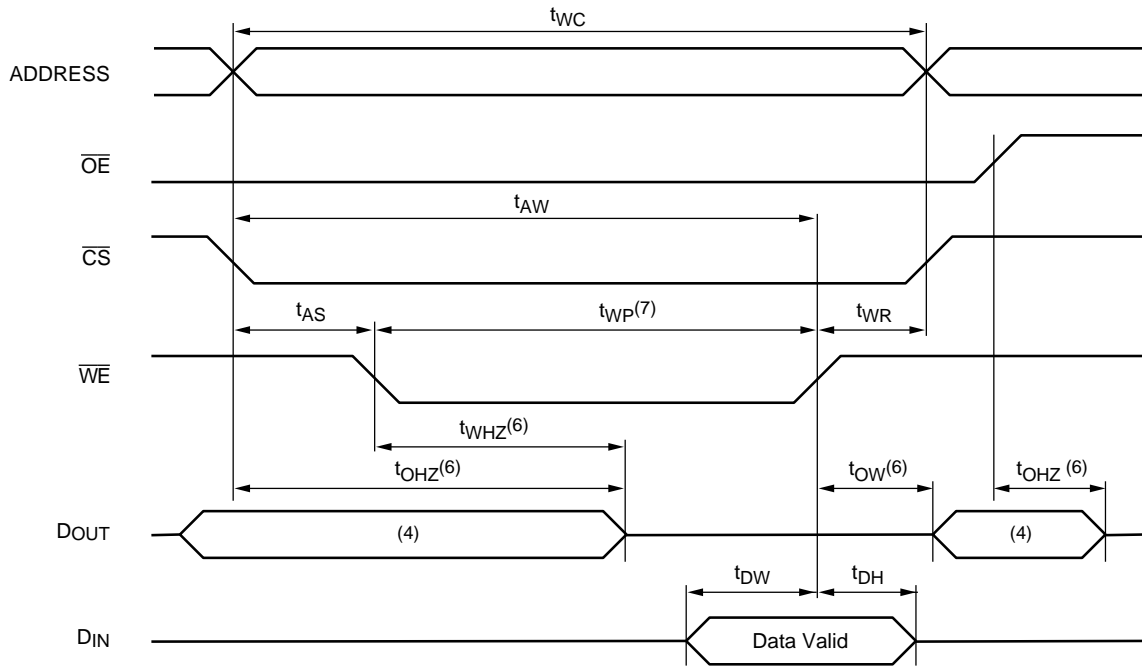 tWC
ADDRESS
OE
tAW
CS
tAS
tWP(7)
tWR
WE
tWHZ(6)
tOHZ(6)
tOW(6)
tOHZ (6)
DOUT
(4)
(4)
tDW
tDH
DIN
Data Valid